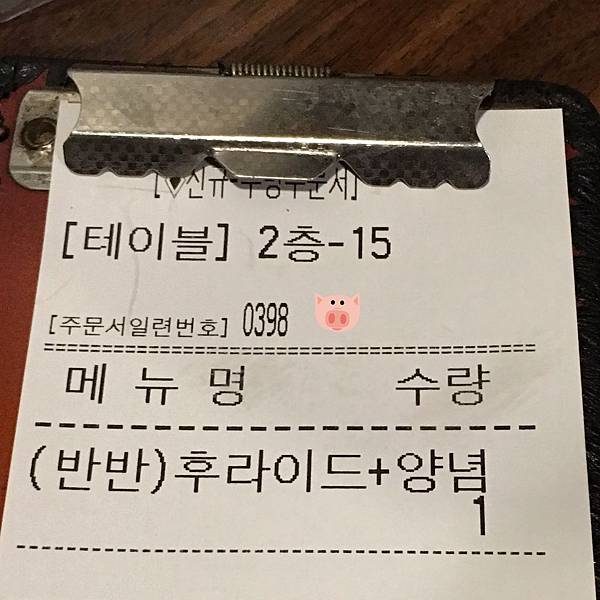 [테이블] 2층-15
[주문서일련번호] 0398
메 뉴 명 수량
(반반)후라이드+양념
1